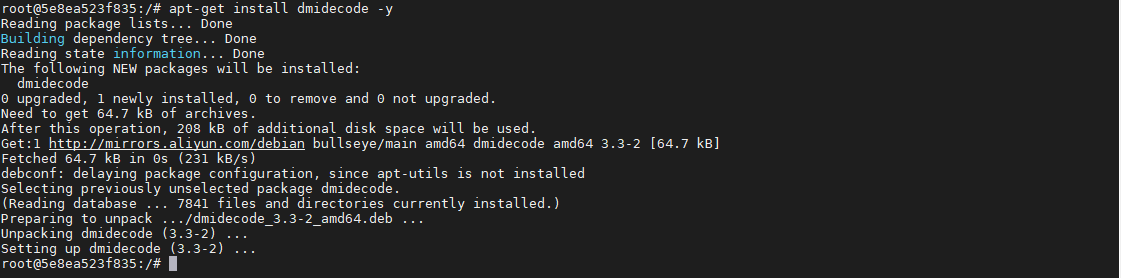 root@5e8ea523f835:/# apt-get install dmidecode -y
Reading package lists... Done
Building dependency tree... Done
Reading state information... Done
The following NEW packages will be installed:
  dmidecode
0 upgraded, 1 newly installed, 0 to remove and 0 not upgraded.
Need to get 64.7 kB of archives.
After this operation, 208 kB of additional disk space will be used.
Get:1 http://mirrors.aliyun.com/debian bullseye/main amd64 dmidecode amd64 3.3-2 [64.7 kB]
Fetched 64.7 kB in 0s (231 kB/s)
debconf: delaying package configuration, since apt-utils is not installed
Selecting previously unselected package dmidecode.
(Reading database ... 7841 files and directories currently installed.)
Preparing to unpack .../dmidecode_3.3-2_amd64.deb ...
Unpacking dmidecode (3.3-2) ...
Setting up dmidecode (3.3-2) ...
root@5e8ea523f835:/#